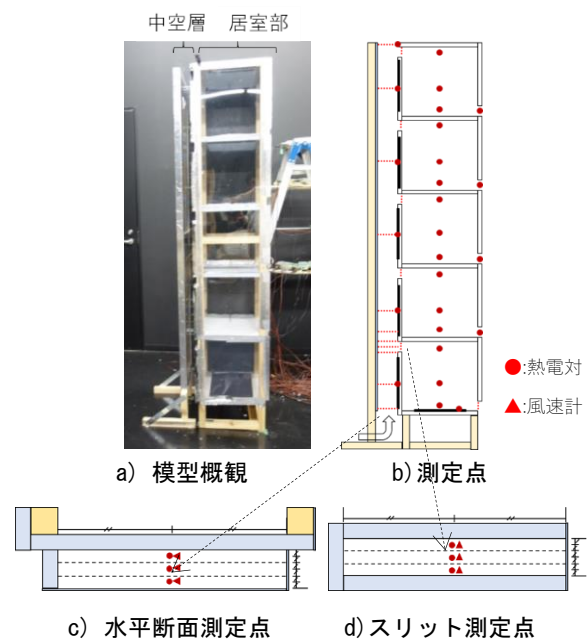 中空層 居室部
●:熱電対
▲:風速計
a) 模型概観
b)測定点
c) 水平断面測定点
d)スリット測定点